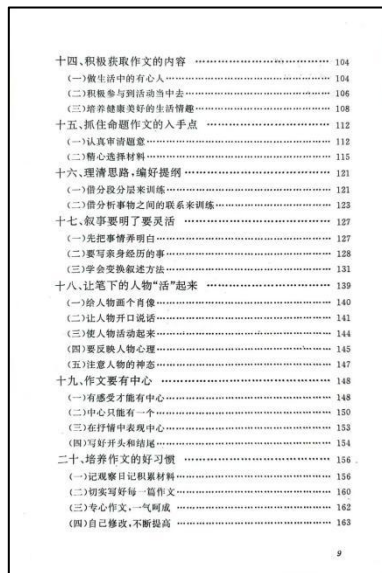 十四、积极获取作文的内容 …………………………… 104
(一)做生活中的有心人…………………………………… 104
(二)积极参与到活动当中去……………………………… 106
(三)培养健康美好的生活情趣…………………………… 108
十五、抓住命题作文的入手点 ………………………… 112
(一)认真审清题意………………………………………… 112
(二)精心选择材料………………………………………… 115
十六、理清思路,编好提纲 …………………………… 121
(一)借分段分层来训练…………………………………… 121
(二)借分析事物之间的联系来训练……………………… 123
十七、叙事要明了要灵活 ……………………………… 127
(一)先把事情弄明白……………………………………… 127
(二)要写亲身经历的事…………………………………… 128
(三)学会变换叙述方法…………………………………… 131
十八、让笔下的人物“活”起来 ……………………… 139
(一)给人物画个肖像……………………………………… 140
(二)让人物开口说话……………………………………… 141
(三)使人物活动起来……………………………………… 144
(四)要反映人物心理……………………………………… 145
(五)注意人物的神态……………………………………… 147
十九、作文要有中心 …………………………………… 148
(一)有感受才能有中心…………………………………… 148
(二)中心只能有一个……………………………………… 150
(三)在抒情中表现中心…………………………………… 153
(四)写好开头和结尾……………………………………… 154
二十、培养作文的好习惯 ……………………………… 156
(一)记观察日记积累材料………………………………… 156
(二)切实写好每一篇作文………………………………… 160
(三)专心作文,一气呵成 ………………………………… 162
(四)自己修改,不断提高 ………………………………… 163
9